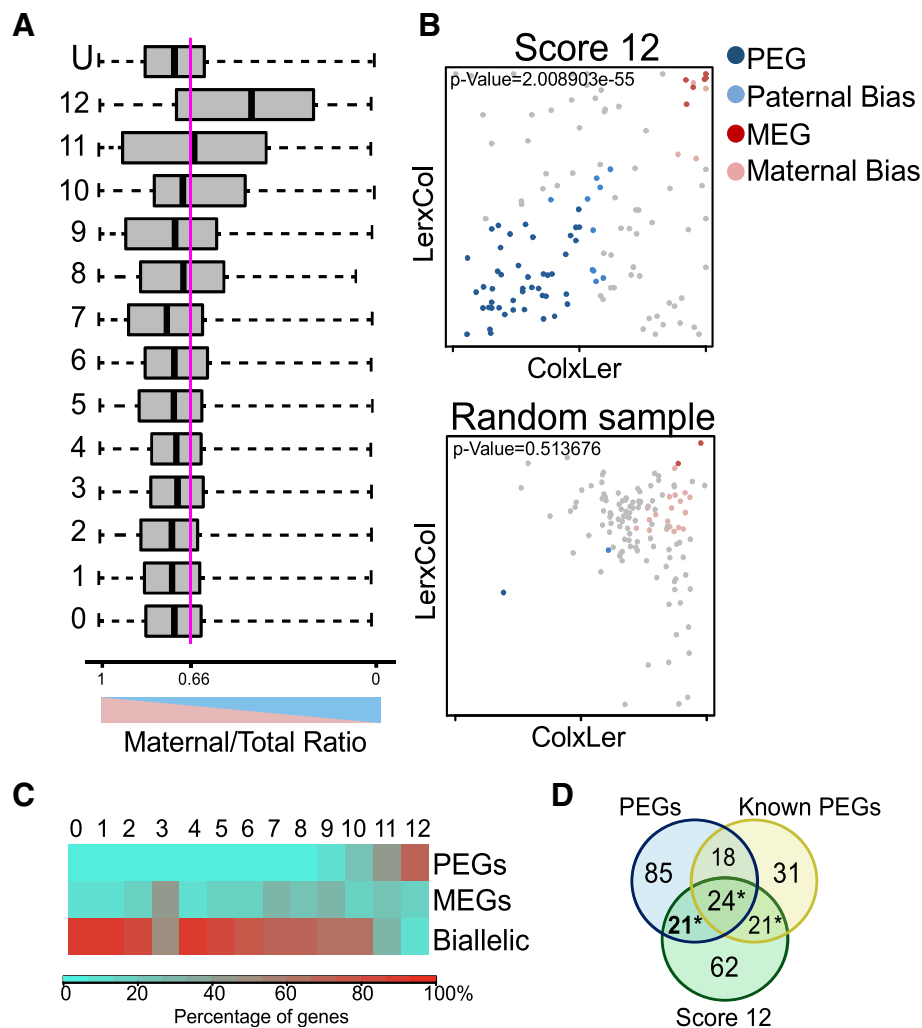 A
U
12
11
10
9
8
7
6
5
4
3
2
1
0
1 0.66 0
Maternal/Total Ratio
B
Score 12
p-Value=2.008903e-55
LerxCol
ColxLer
PEG
Paternal Bias
MEG
Maternal Bias
Random sample
p-Value=0.513676
LerxCol
ColxLer
C
0 1 2 3 4 5 6 7 8 9 10 11 12
PEGs
MEGs
Biallelic
0 20 40 60 80 100%
Percentage of genes
D
PEGs Known PEGs
85 18 31
24*
21* 21*
62
Score 12